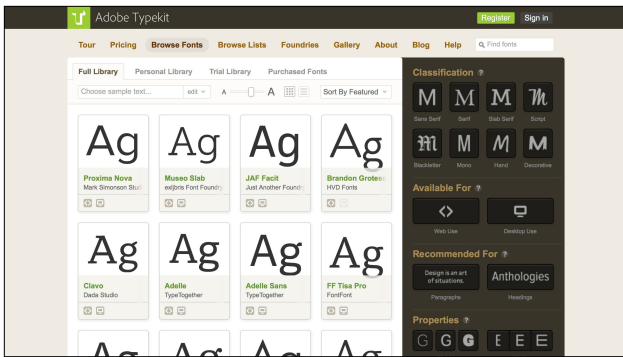 Adobe Typekit
Register Sign in
Tour Pricing Browse Fonts Browse Lists Foundries Gallery About Blog Help Find fonts
Full Library Personal Library Trial Library Purchased Fonts
Choose sample text... edit A A Sort By Featured
Ag Ag Ag Ag
Proxima Nova Museo Slab JAF Facit Brandon Grotes
Mark Simonson Stud exljbris Font Foundry Just Another Foundry HVD Fonts
Ag Ag Ag Ag
Clavo Adelle Adelle Sans FF Tisa Pro
Dada Studio TypeTogether TypeTogether FontFont
Ag Ag Ag Ag
Classification ?
M M M M
Sans Serif Serif Slab Serif Script
M M M M
Blackletter Mono Hand Decorative
Available For ?
<>
Web Use Desktop Use
Recommended For ?
Design is an art
of situations.
Anthologies
Paragraphs Headings
Properties ?
G G G E E E